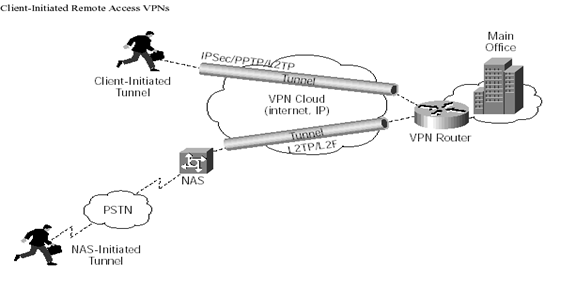 Client-Initiated Remote Access VPNs
Main
Office
IPSec/PPTP/L2TP
Tunnel
Client-Initiated
Tunnel
VPN Cloud
(internet, IP)
VPN Router
Tunnel
L2TP/L2F
NAS
PSTN
NAS-Initiated
Tunnel